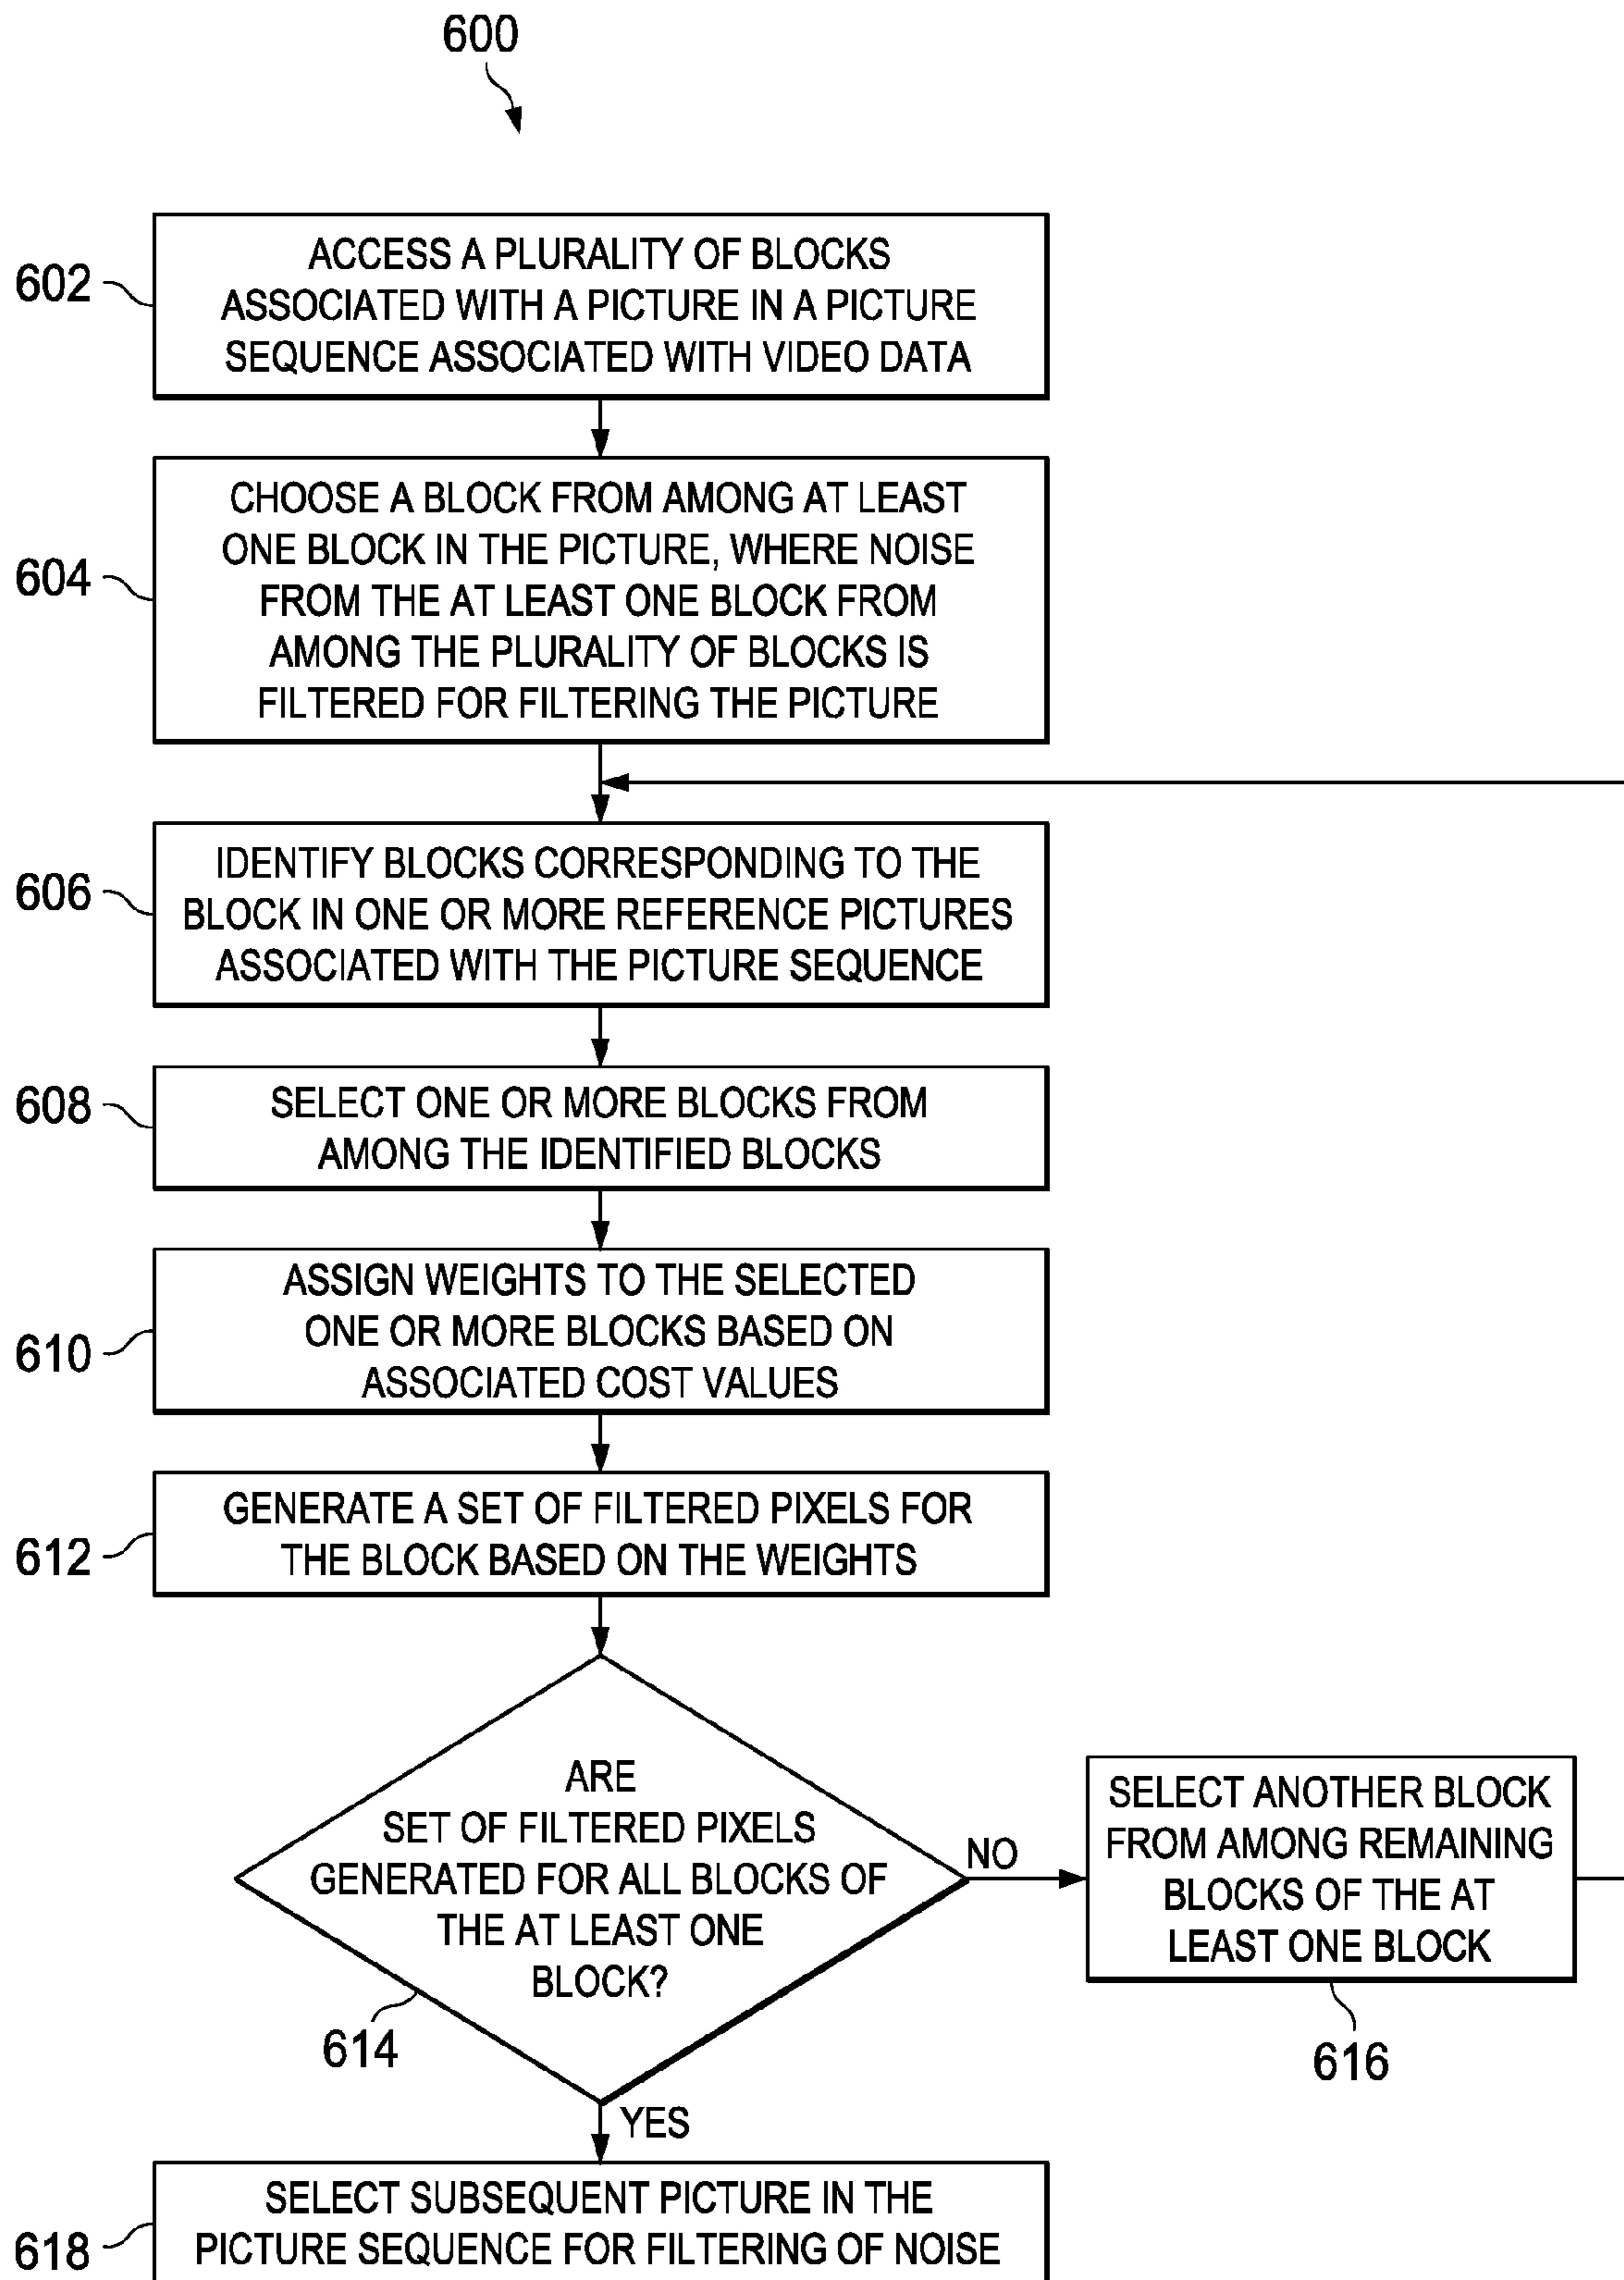 600
602
ACCESS A PLURALITY OF BLOCKS
ASSOCIATED WITH A PICTURE IN A PICTURE
SEQUENCE ASSOCIATED WITH VIDEO DATA
604
CHOOSE A BLOCK FROM AMONG AT LEAST
ONE BLOCK IN THE PICTURE, WHERE NOISE
FROM THE AT LEAST ONE BLOCK FROM
AMONG THE PLURALITY OF BLOCKS IS
FILTERED FOR FILTERING THE PICTURE
606
IDENTIFY BLOCKS CORRESPONDING TO THE
BLOCK IN ONE OR MORE REFERENCE PICTURES
ASSOCIATED WITH THE PICTURE SEQUENCE
608
SELECT ONE OR MORE BLOCKS FROM
AMONG THE IDENTIFIED BLOCKS
610
ASSIGN WEIGHTS TO THE SELECTED
ONE OR MORE BLOCKS BASED ON
ASSOCIATED COST VALUES
612
GENERATE A SET OF FILTERED PIXELS FOR
THE BLOCK BASED ON THE WEIGHTS
ARE
SET OF FILTERED PIXELS
GENERATED FOR ALL BLOCKS OF
THE AT LEAST ONE
BLOCK?
614
NO
SELECT ANOTHER BLOCK
FROM AMONG REMAINING
BLOCKS OF THE AT
LEAST ONE BLOCK
616
YES
618
SELECT SUBSEQUENT PICTURE IN THE
PICTURE SEQUENCE FOR FILTERING OF NOISE